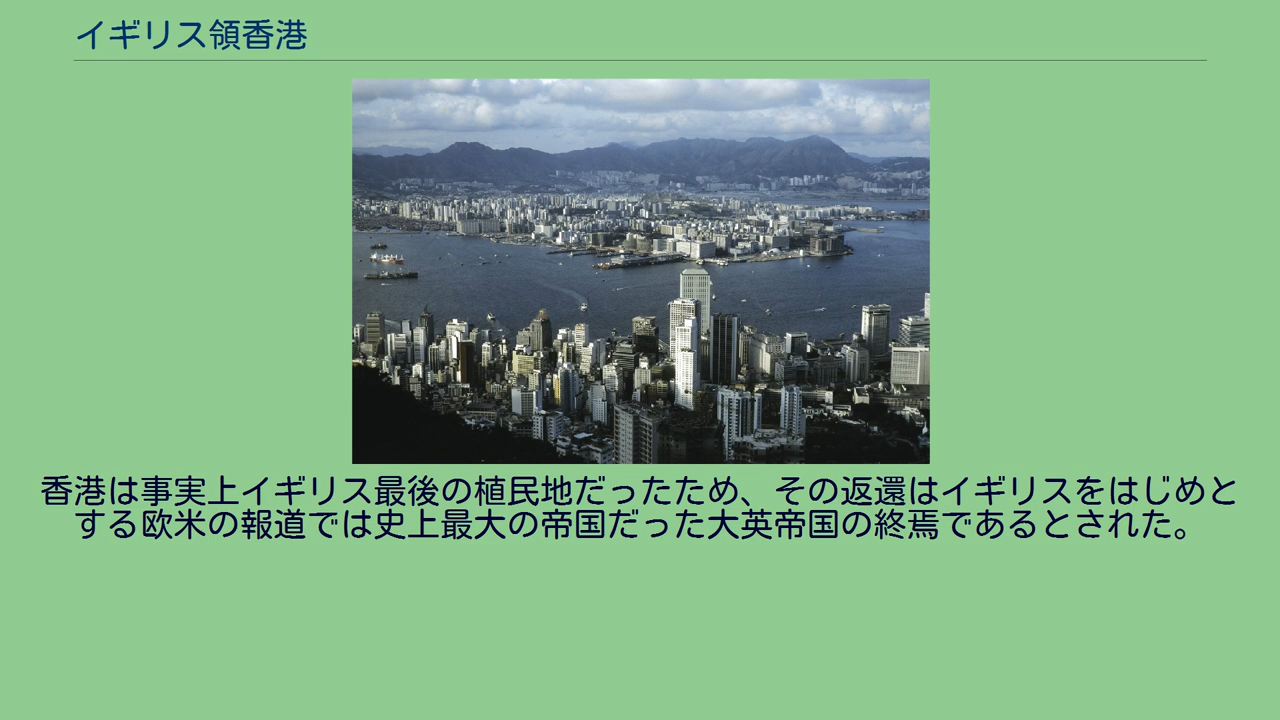 イギリス領香港
香港は事実上イギリス最後の植民地だったため、その返還はイギリスをはじめと
する欧米の報道では史上最大の帝国だった大英帝国の終焉であるとされた。